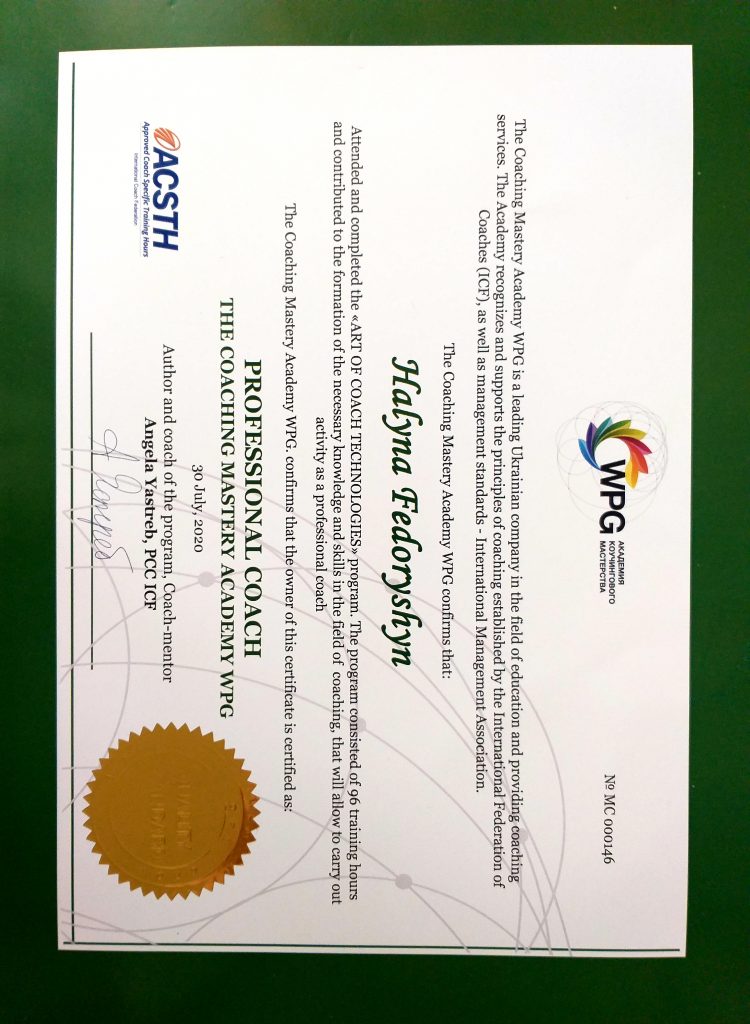 WPG
АКАДЕМИЯ
КОУЧИНГОВОГО
МАСТЕРСТВА
№ MC 000146
The Coaching Mastery Academy WPG is a leading Ukrainian company in the field of education and providing coaching
services. The Academy recognizes and supports the principles of coaching established by the International Federation of
Coaches (ICF), as well as management standards - International Management Association.
The Coaching Mastery Academy WPG confirms that:
Halyna Fedoryshyn
Attended and completed the «ART OF COACH TECHNOLOGIES» program. The program consisted of 96 training hours
and contributed to the formation of the necessary knowledge and skills in the field of coaching, that will allow to carry out
activity as a professional coach
The Coaching Mastery Academy WPG. confirms that the owner of this certificate is certified as:
PROFESSIONAL COACH
THE COACHING MASTERY ACADEMY WPG
30 July, 2020
ACSTH
Approved Coach Specific Training Hours
International Coach Federation
Author and coach of the program, Coach-mentor
Angela Yastreb, PCC ICF